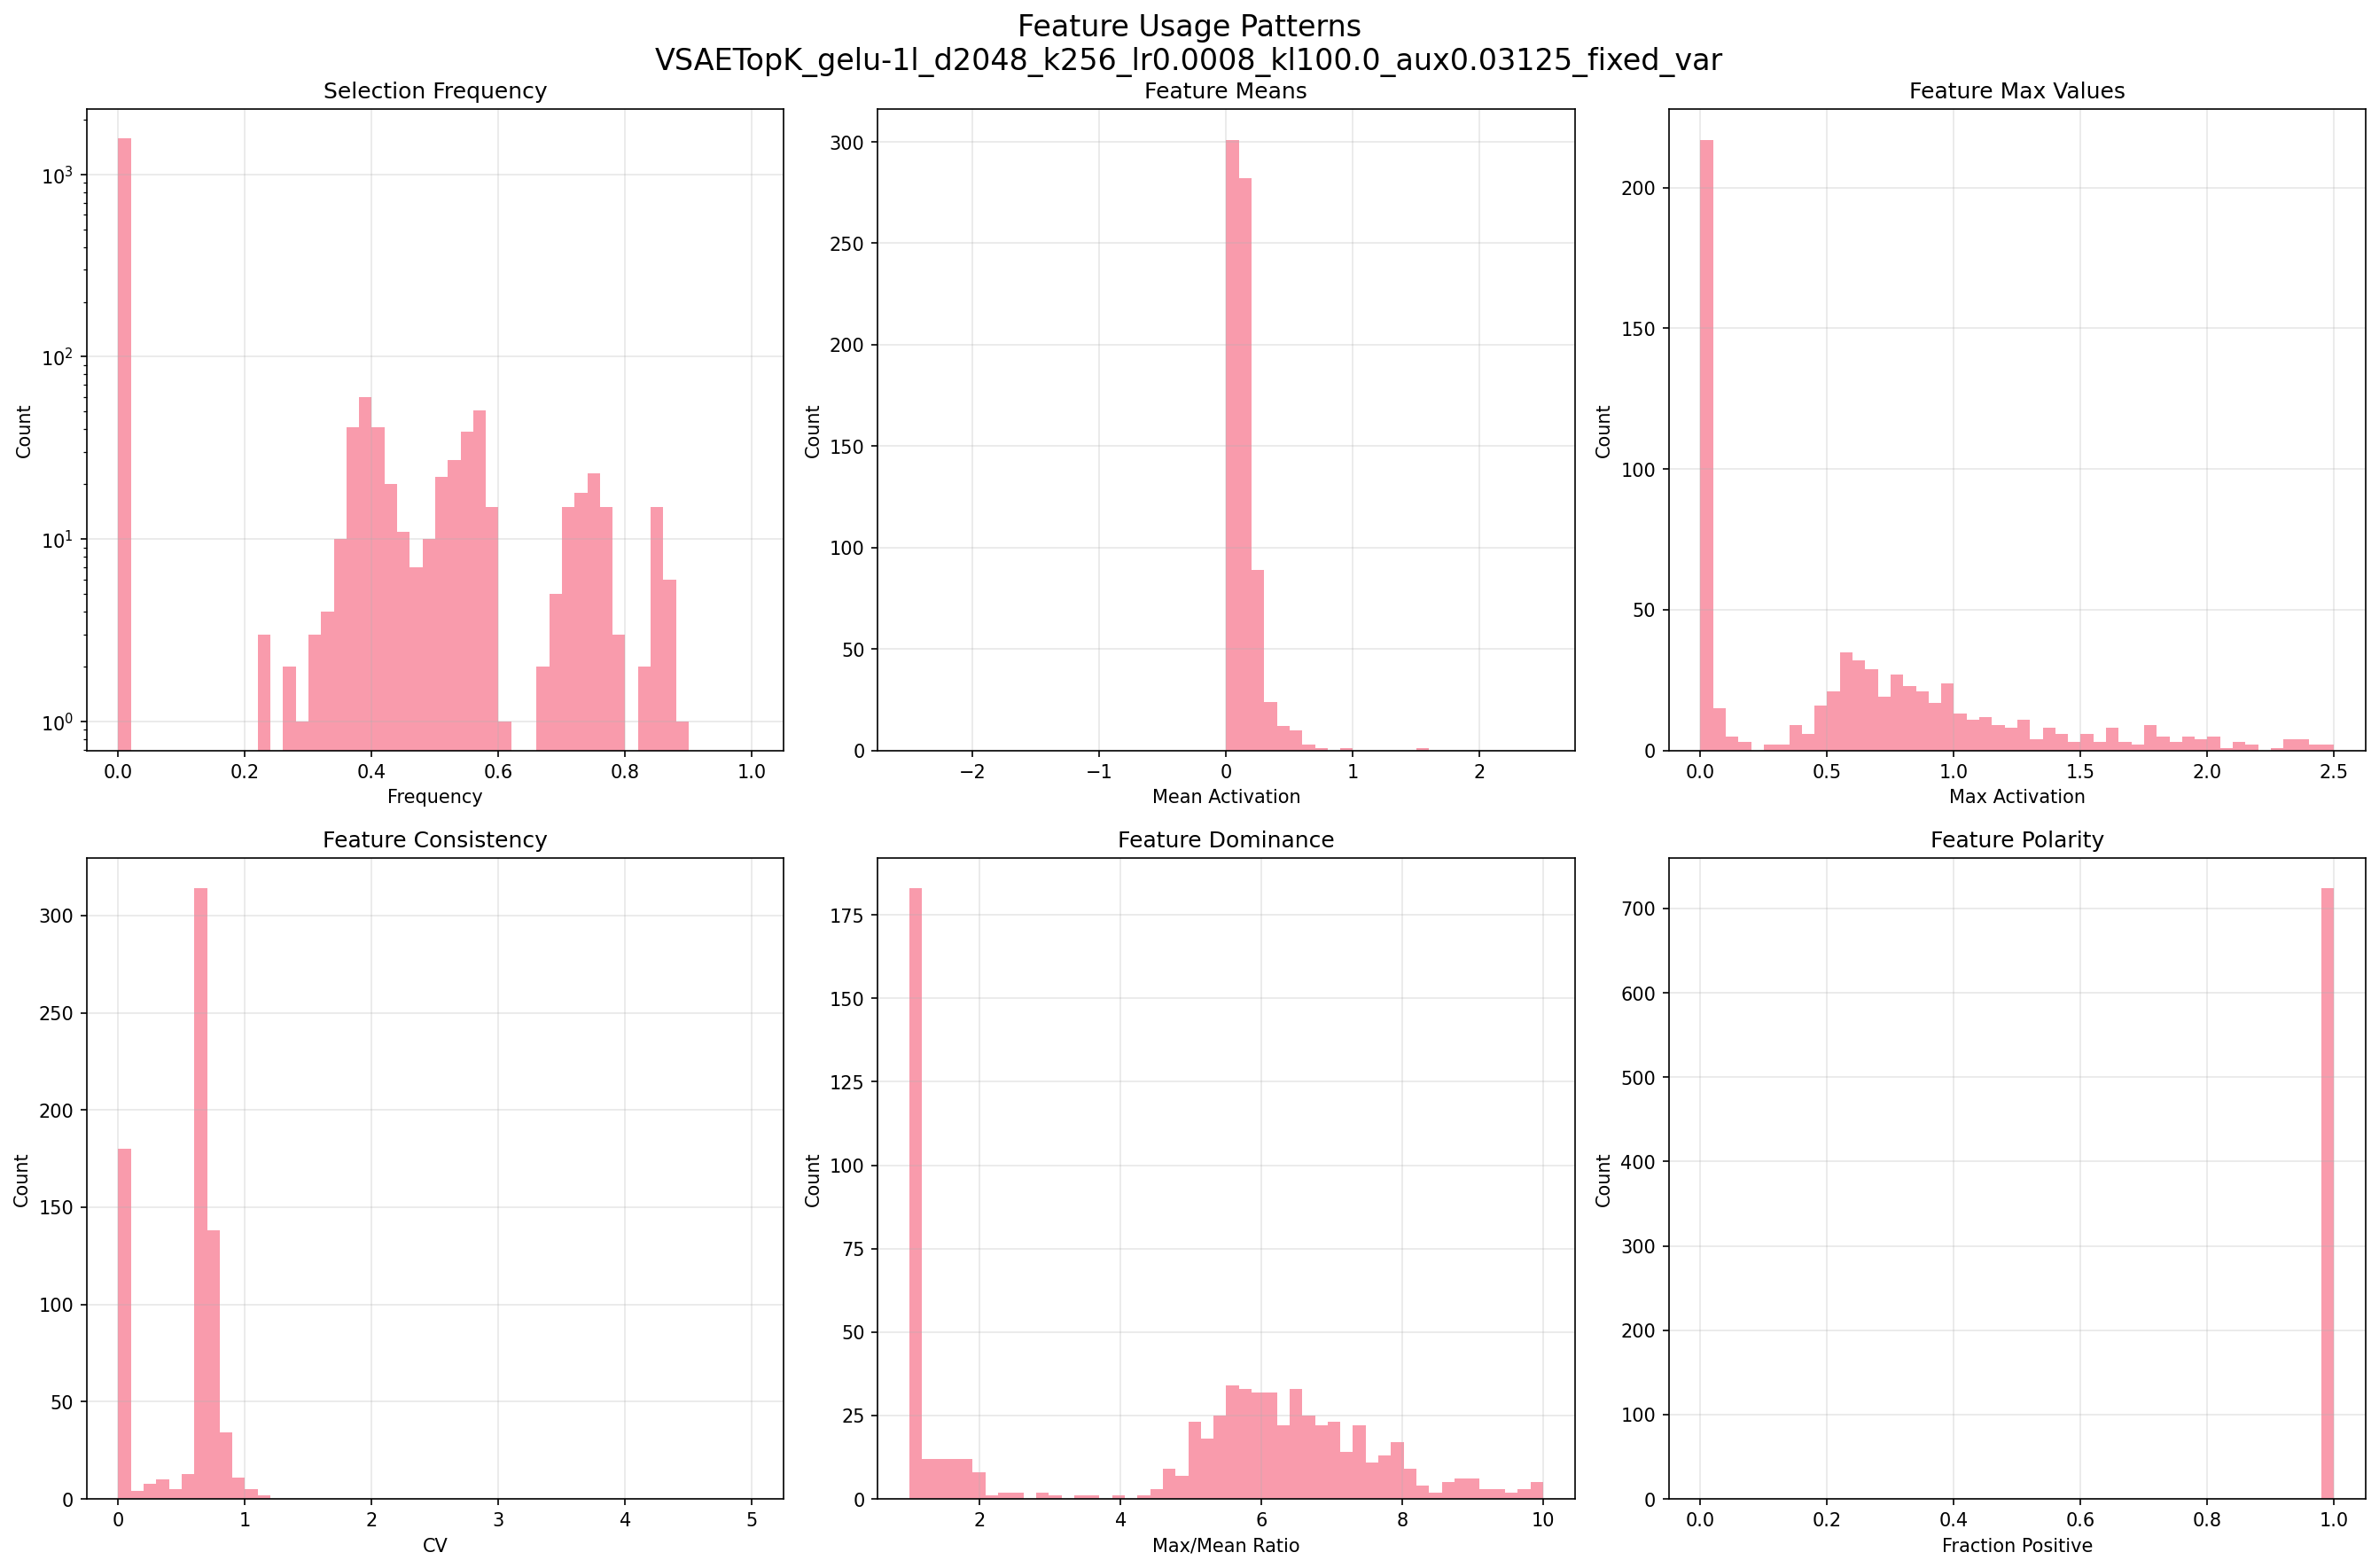 Feature Usage Patterns
VSAETopK_gelu-1l_d2048_k256_lr0.0008_kl100.0_aux0.03125_fixed_var
Selection Frequency
10³
10²
10¹
10⁰
Count
0.0 0.2 0.4 0.6 0.8 1.0
Frequency
Feature Means
300
250
200
150
100
50
0
Count
−2 −1 0 1 2
Mean Activation
Feature Max Values
200
150
100
50
0
Count
0.0 0.5 1.0 1.5 2.0 2.5
Max Activation
Feature Consistency
300
250
200
150
100
50
0
Count
0 1 2 3 4 5
CV
Feature Dominance
175
150
125
100
75
50
25
0
Count
2 4 6 8 10
Max/Mean Ratio
Feature Polarity
700
600
500
400
300
200
100
0
Count
0.0 0.2 0.4 0.6 0.8 1.0
Fraction Positive